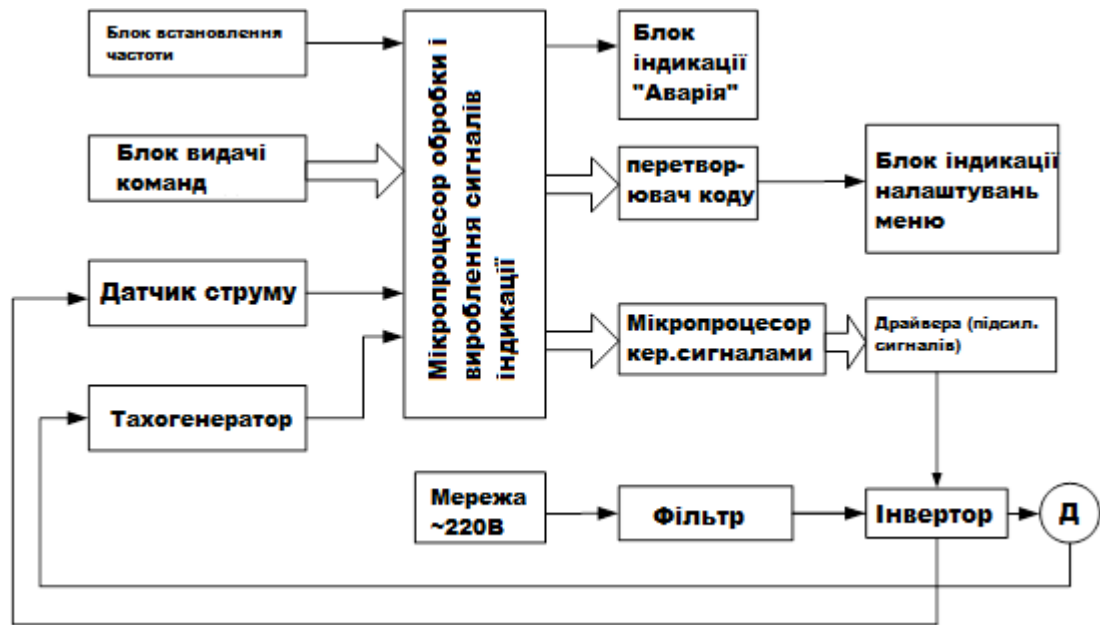 Блок встановлення
частоти
Блок видачі
команд
Датчик струму
Тахогенератор
Мікропроцесор обробки і
вироблення сигналів
індикації
Блок
індикації
"Аварія"
перетвор-
ювач коду
Блок індикації
налаштувань
меню
Мікропроцесор
кер.сигналами
Драйвера (підсил.
сигналів)
Мережа
~220В
Фільтр
Інвертор
Д